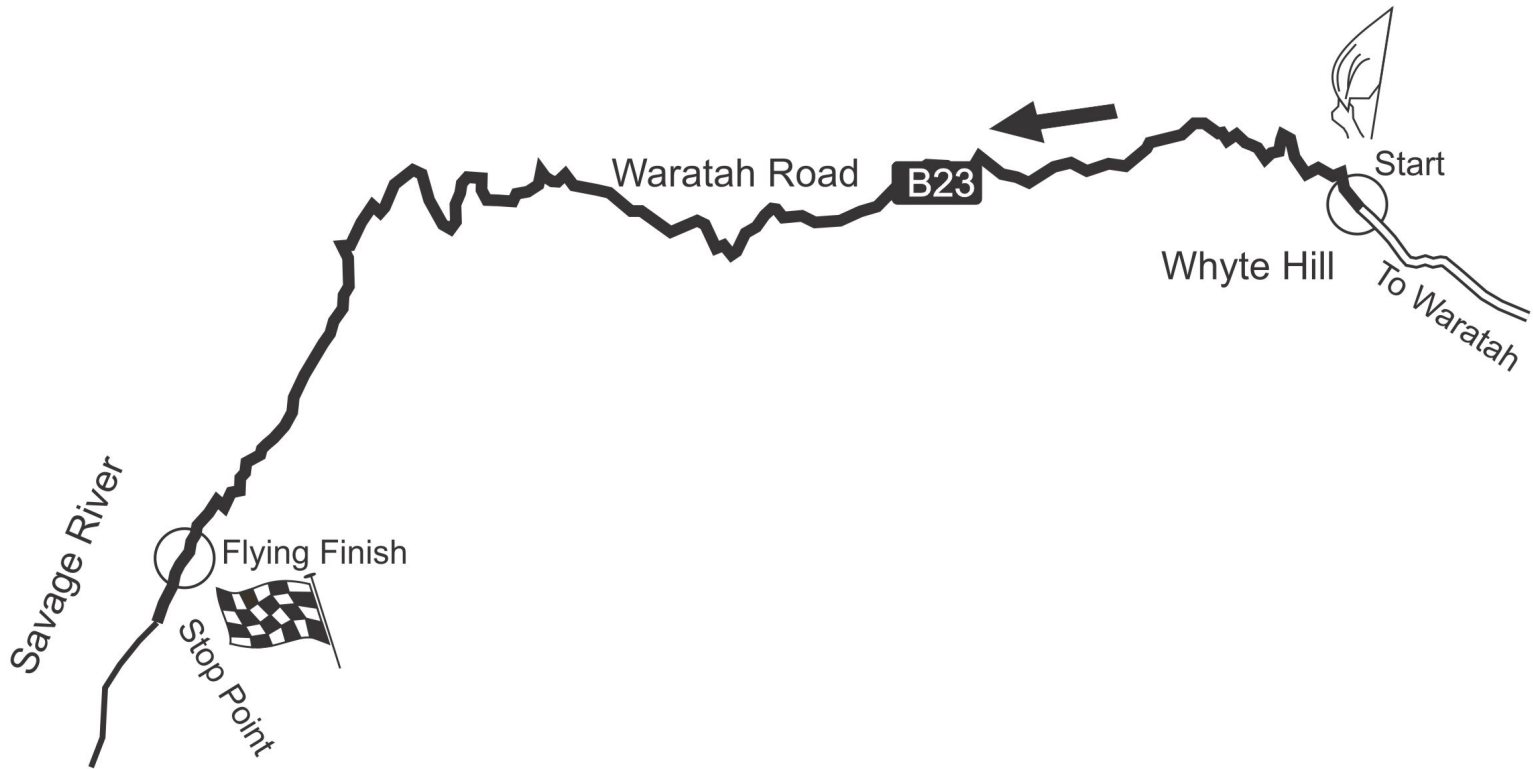 Start
Waratah Road
B23
Whyte Hill
To Waratah
Savage River
Flying Finish
Stop Point